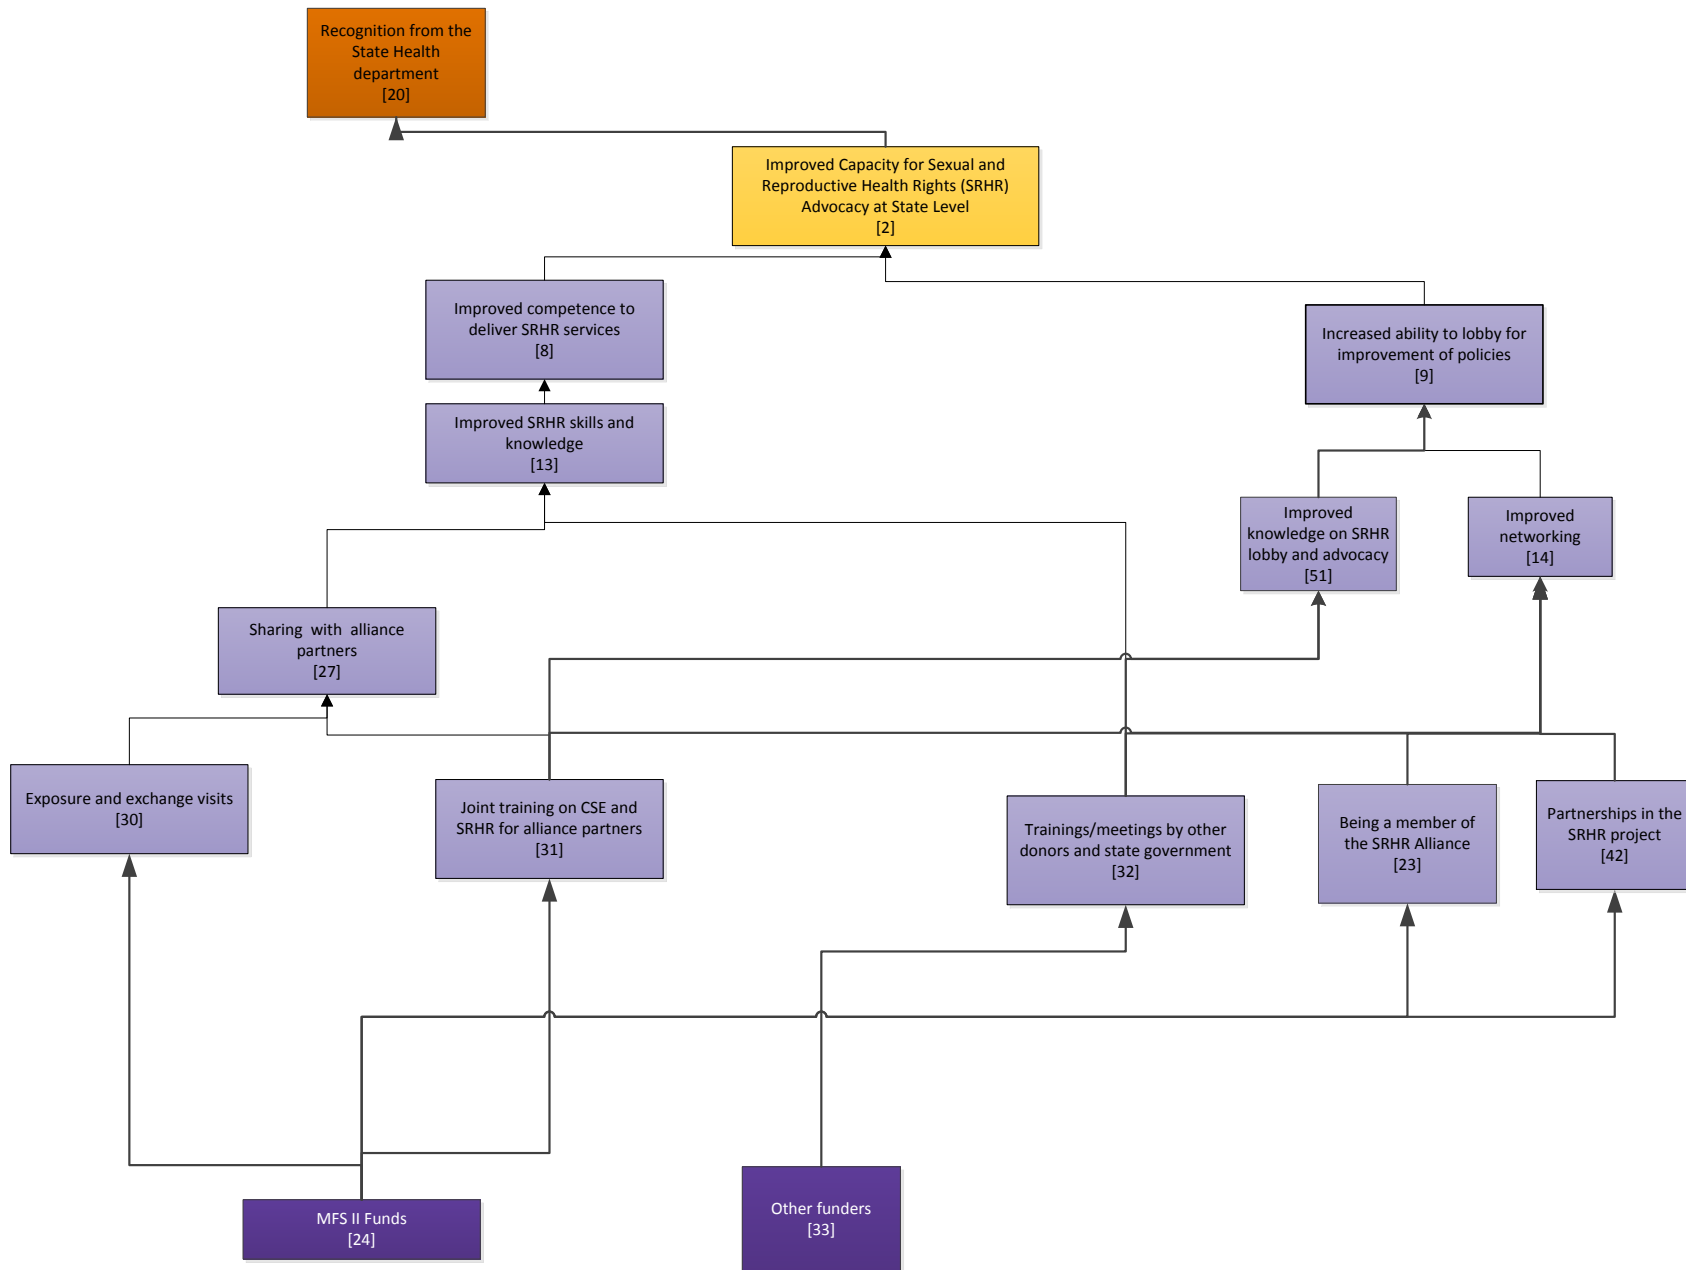 Recognition from the
State Health
department
[20]
Improved Capacity for Sexual and
Reproductive Health Rights (SRHR)
Advocacy at State Level
[2]
Improved competence to
deliver SRHR services
[8]
Increased ability to lobby for
improvement of policies
[9]
Improved SRHR skills and
knowledge
[13]
Improved
knowledge on SRHR
lobby and advocacy
[51]
Improved
networking
[14]
Sharing with alliance
partners
[27]
Exposure and exchange visits
[30]
Joint training on CSE and
SRHR for alliance partners
[31]
Trainings/meetings by other
donors and state government
[32]
Being a member of
the SRHR Alliance
[23]
Partnerships in the
SRHR project
[42]
MFS II Funds
[24]
Other funders
[33]